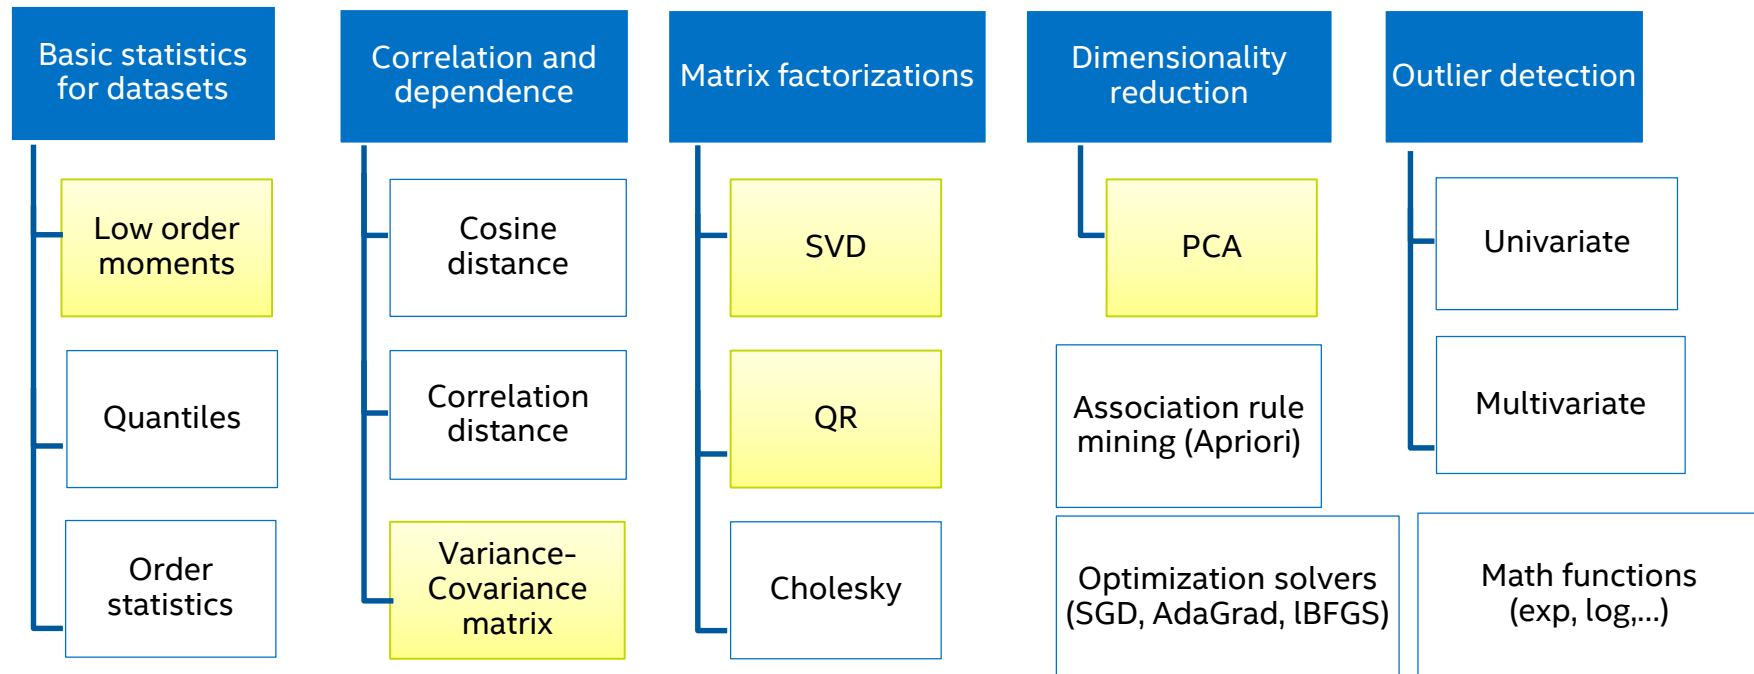 Basic statistics
for datasets
Low order
moments
Quantiles
Order
statistics
Correlation and
dependence
Cosine
distance
Correlation
distance
Variance-
Covariance
matrix
Matrix factorizations
SVD
QR
Cholesky
Dimensionality
reduction
PCA
Association rule
mining (Apriori)
Optimization solvers
(SGD, AdaGrad, lBFGS)
Outlier detection
Univariate
Multivariate
Math functions
(exp, log,...)